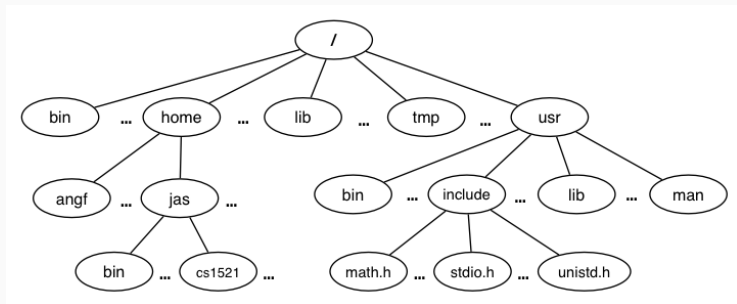 /
bin ... home ... lib ... tmp ... usr
angf ... jas ... bin ... include ... lib ... man
bin ... cs1521 ... math.h ... stdio.h ... unistd.h